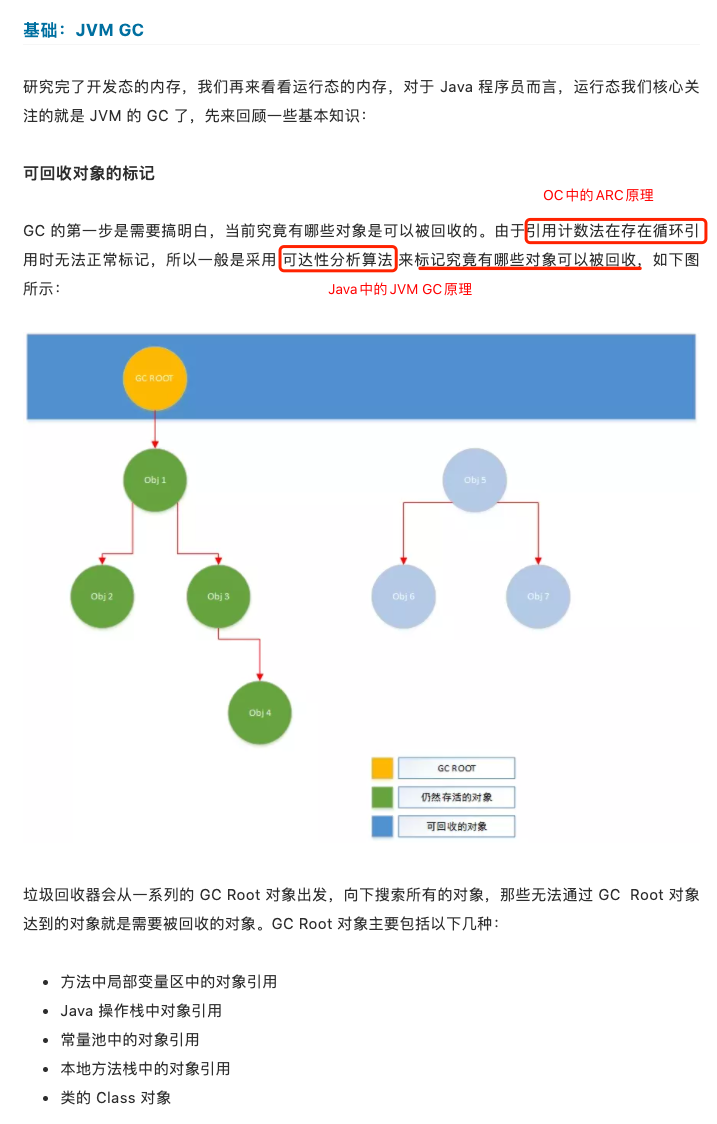 基础：JVM GC
研究完了开发态的内存，我们再来看看运行态的内存，对于 Java 程序员而言，运行态我们核心关
注的就是 JVM 的 GC 了，先来回顾一些基本知识：
可回收对象的标记
OC中的ARC原理
GC 的第一步是需要搞明白，当前究竟有哪些对象是可以被回收的。由于引用计数法在存在循环引
用时无法正常标记，所以一般是采用 可达性分析算法 来标记究竟有哪些对象可以被回收，如下图
所示：
Java中的JVM GC原理
GC ROOT
Obj 1
Obj 5
Obj 2
Obj 3
Obj 6
Obj 7
Obj 4
GC ROOT
仍然存活的对象
可回收的对象
垃圾回收器会从一系列的 GC Root 对象出发，向下搜索所有的对象，那些无法通过 GC Root 对象
达到的对象就是需要被回收的对象。GC Root 对象主要包括以下几种：
• 方法中局部变量区中的对象引用
• Java 操作栈中对象引用
• 常量池中的对象引用
• 本地方法栈中的对象引用
• 类的 Class 对象